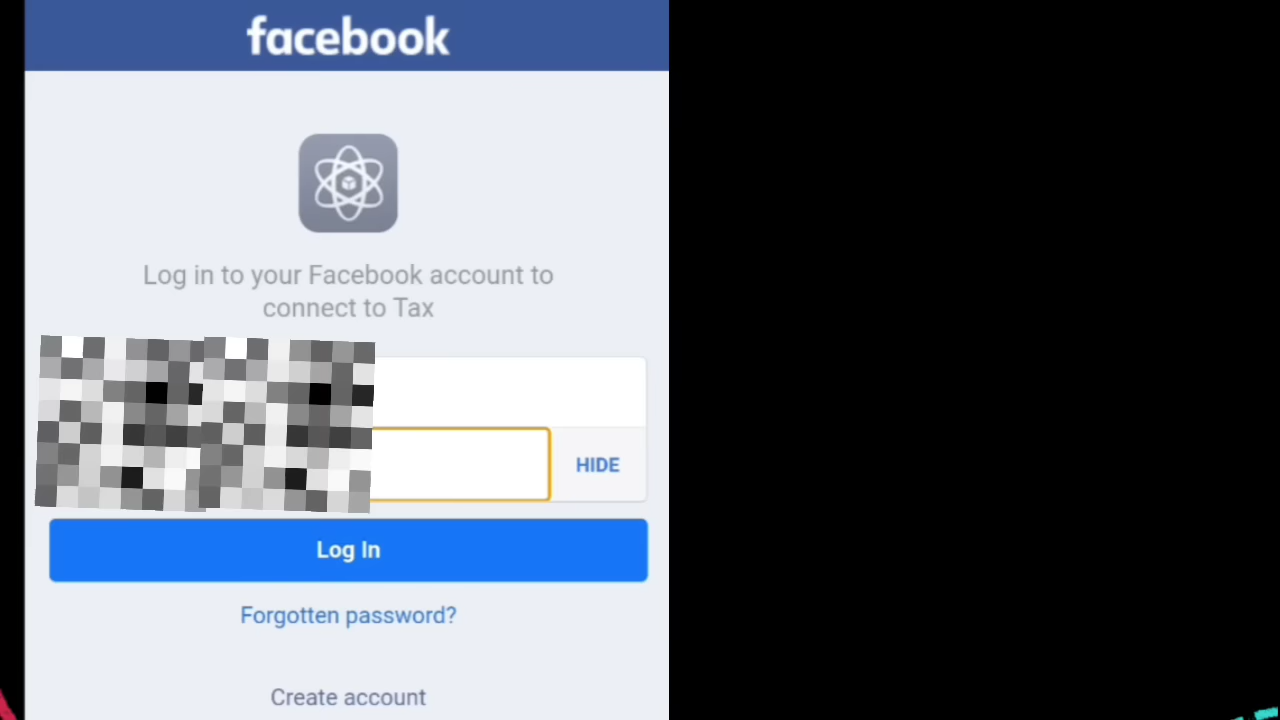 facebook
Log in to your Facebook account to
connect to Tax
HIDE
Log In
Forgotten password?
Create account